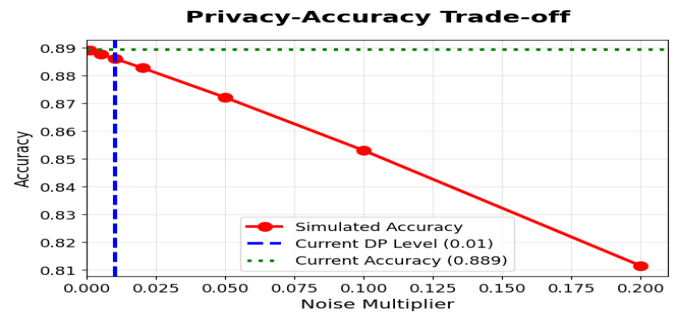 Privacy-Accuracy Trade-off
0.89
0.88
0.87
0.86
0.85
0.84
0.83
0.82
0.81
Accuracy
Simulated Accuracy
Current DP Level (0.01)
Current Accuracy (0.889)
0.000 0.025 0.050 0.075 0.100 0.125 0.150 0.175 0.200
Noise Multiplier